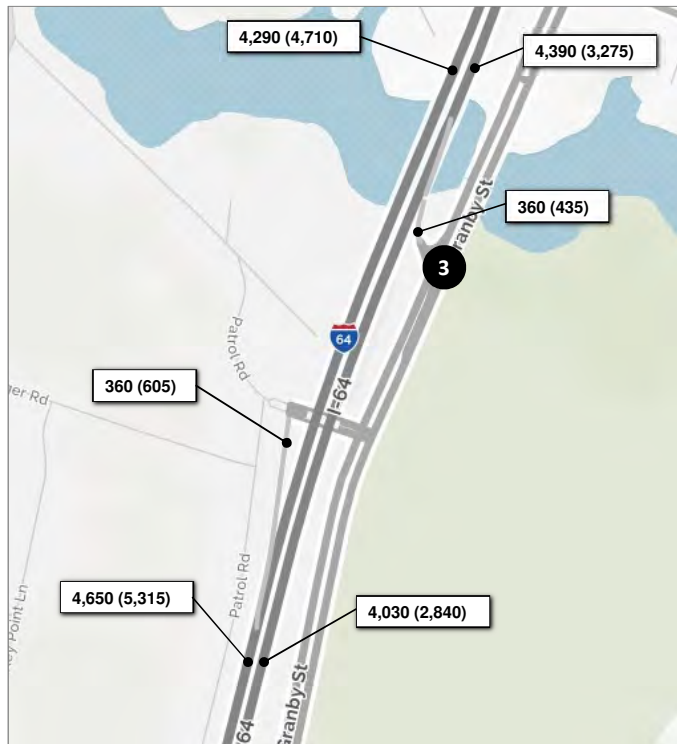 4,290 (4,710)
4,390 (3,275)
Granby St
360 (435)
3
64
Patrol Rd
I-64
360 (605)
er Rd
Patrol Rd
4,650 (5,315)
4,030 (2,840)
ey Point Ln
64
Granby St